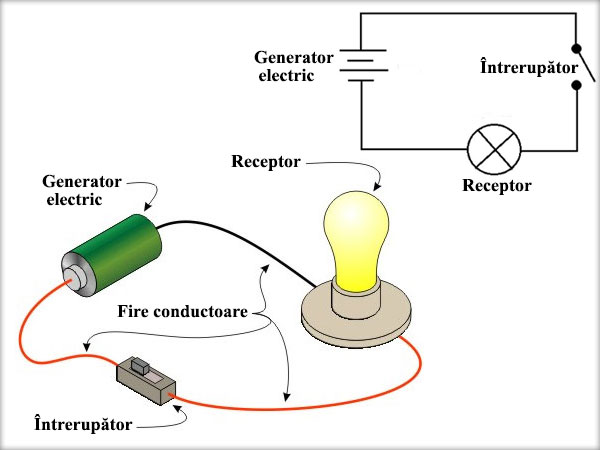 Generator
electric
Întrerupător
Receptor
Receptor
Generator
electric
Fire conductoare
Întrerupător